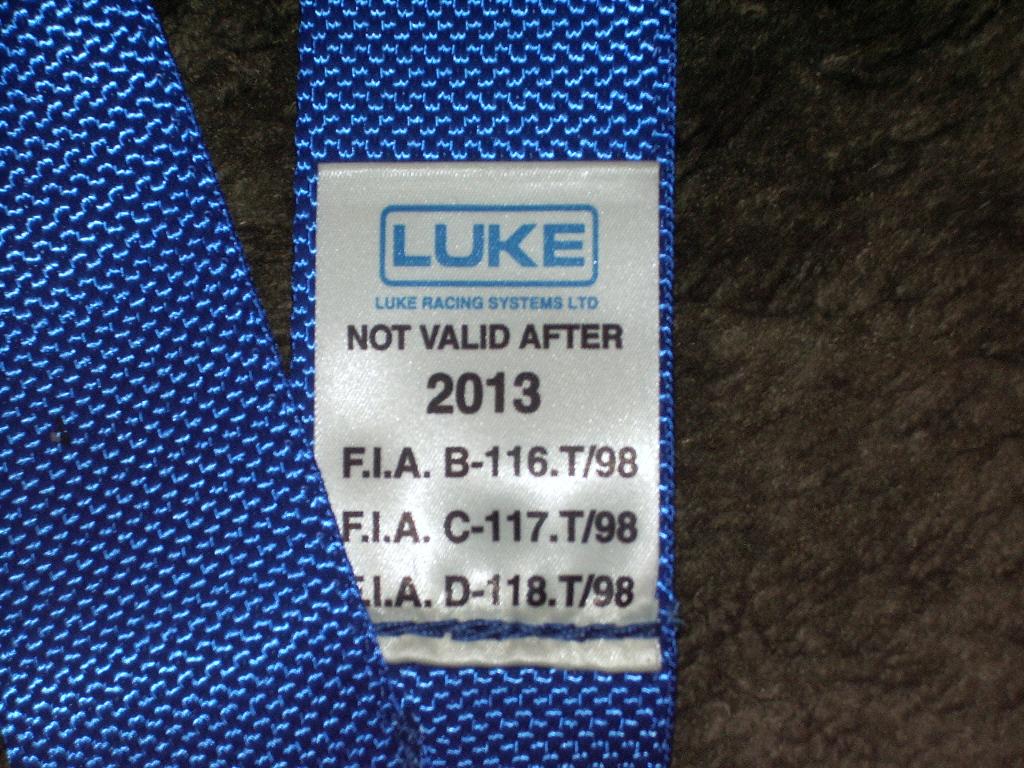 LUKE
LUKE RACING SYSTEMS LTD
NOT VALID AFTER
2013
F.I.A. B-116.T/98
F.I.A. C-117.T/98
F.I.A. D-118.T/98